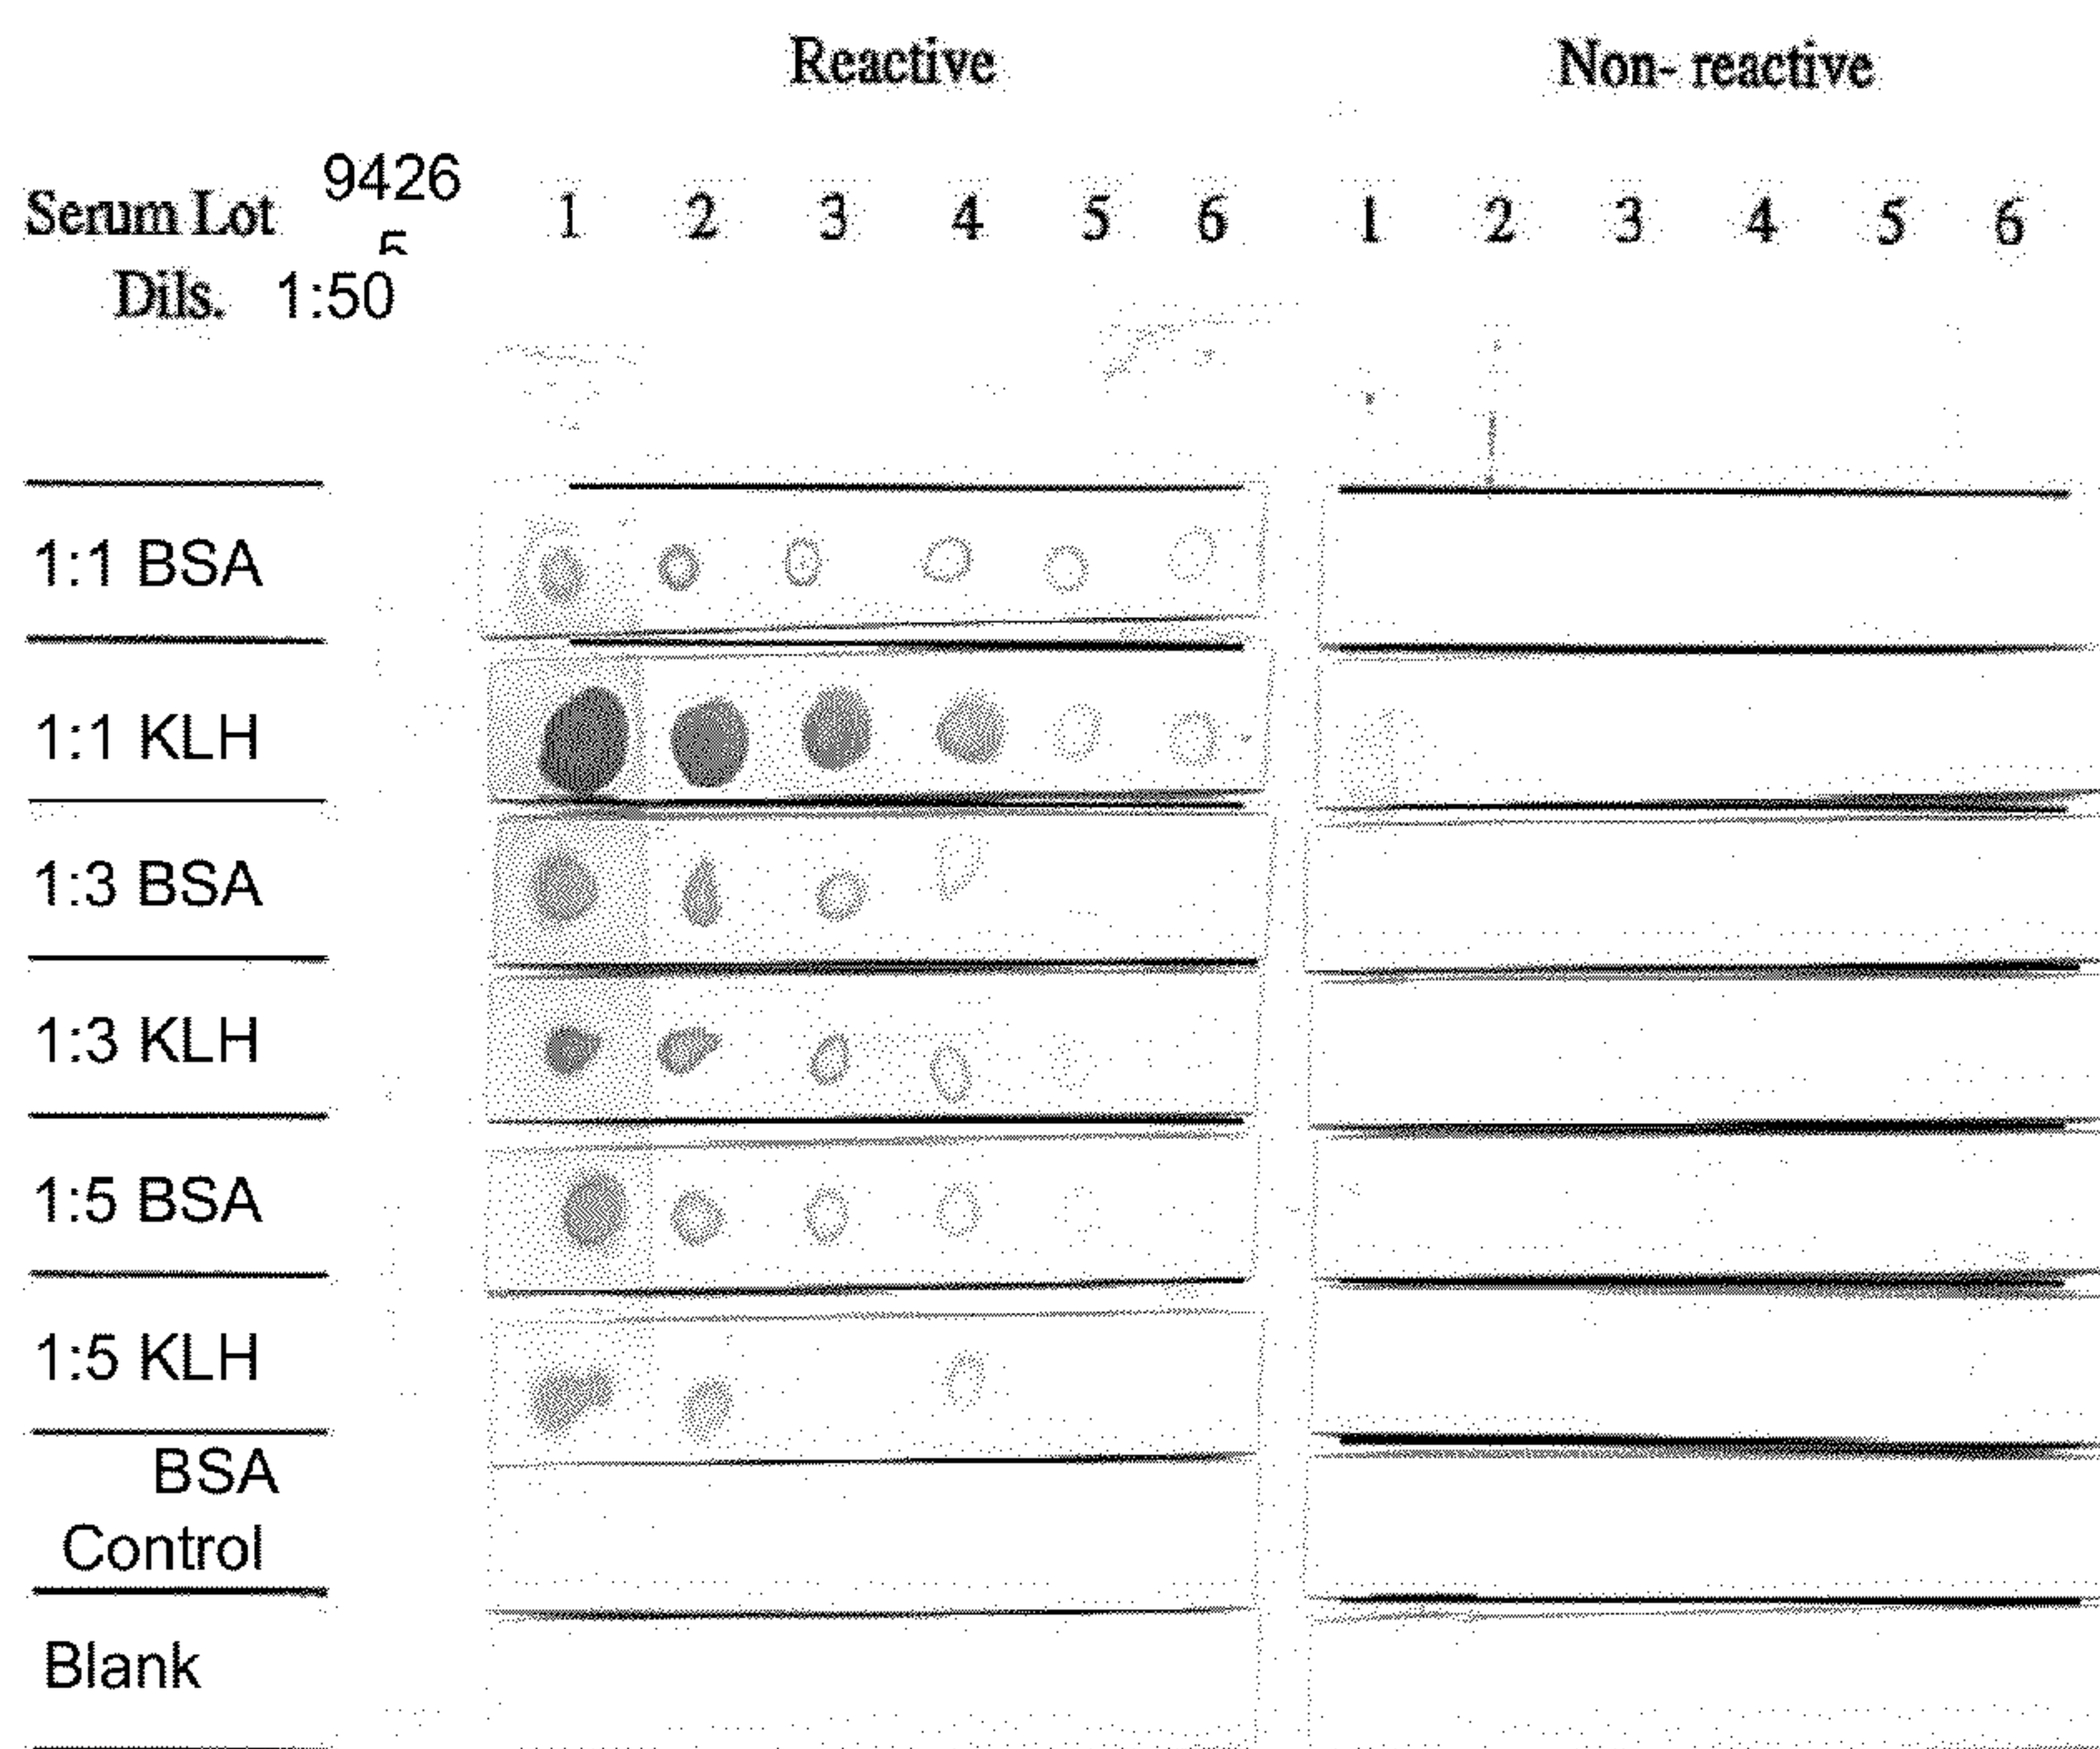 Reactive Non- reactive
Serum Lot 94265 1 2 3 4 5 6 1 2 3 4 5 6
Dils. 1:50
1:1 BSA
1:1 KLH
1:3 BSA
1:3 KLH
1:5 BSA
1:5 KLH
BSA
Control
Blank